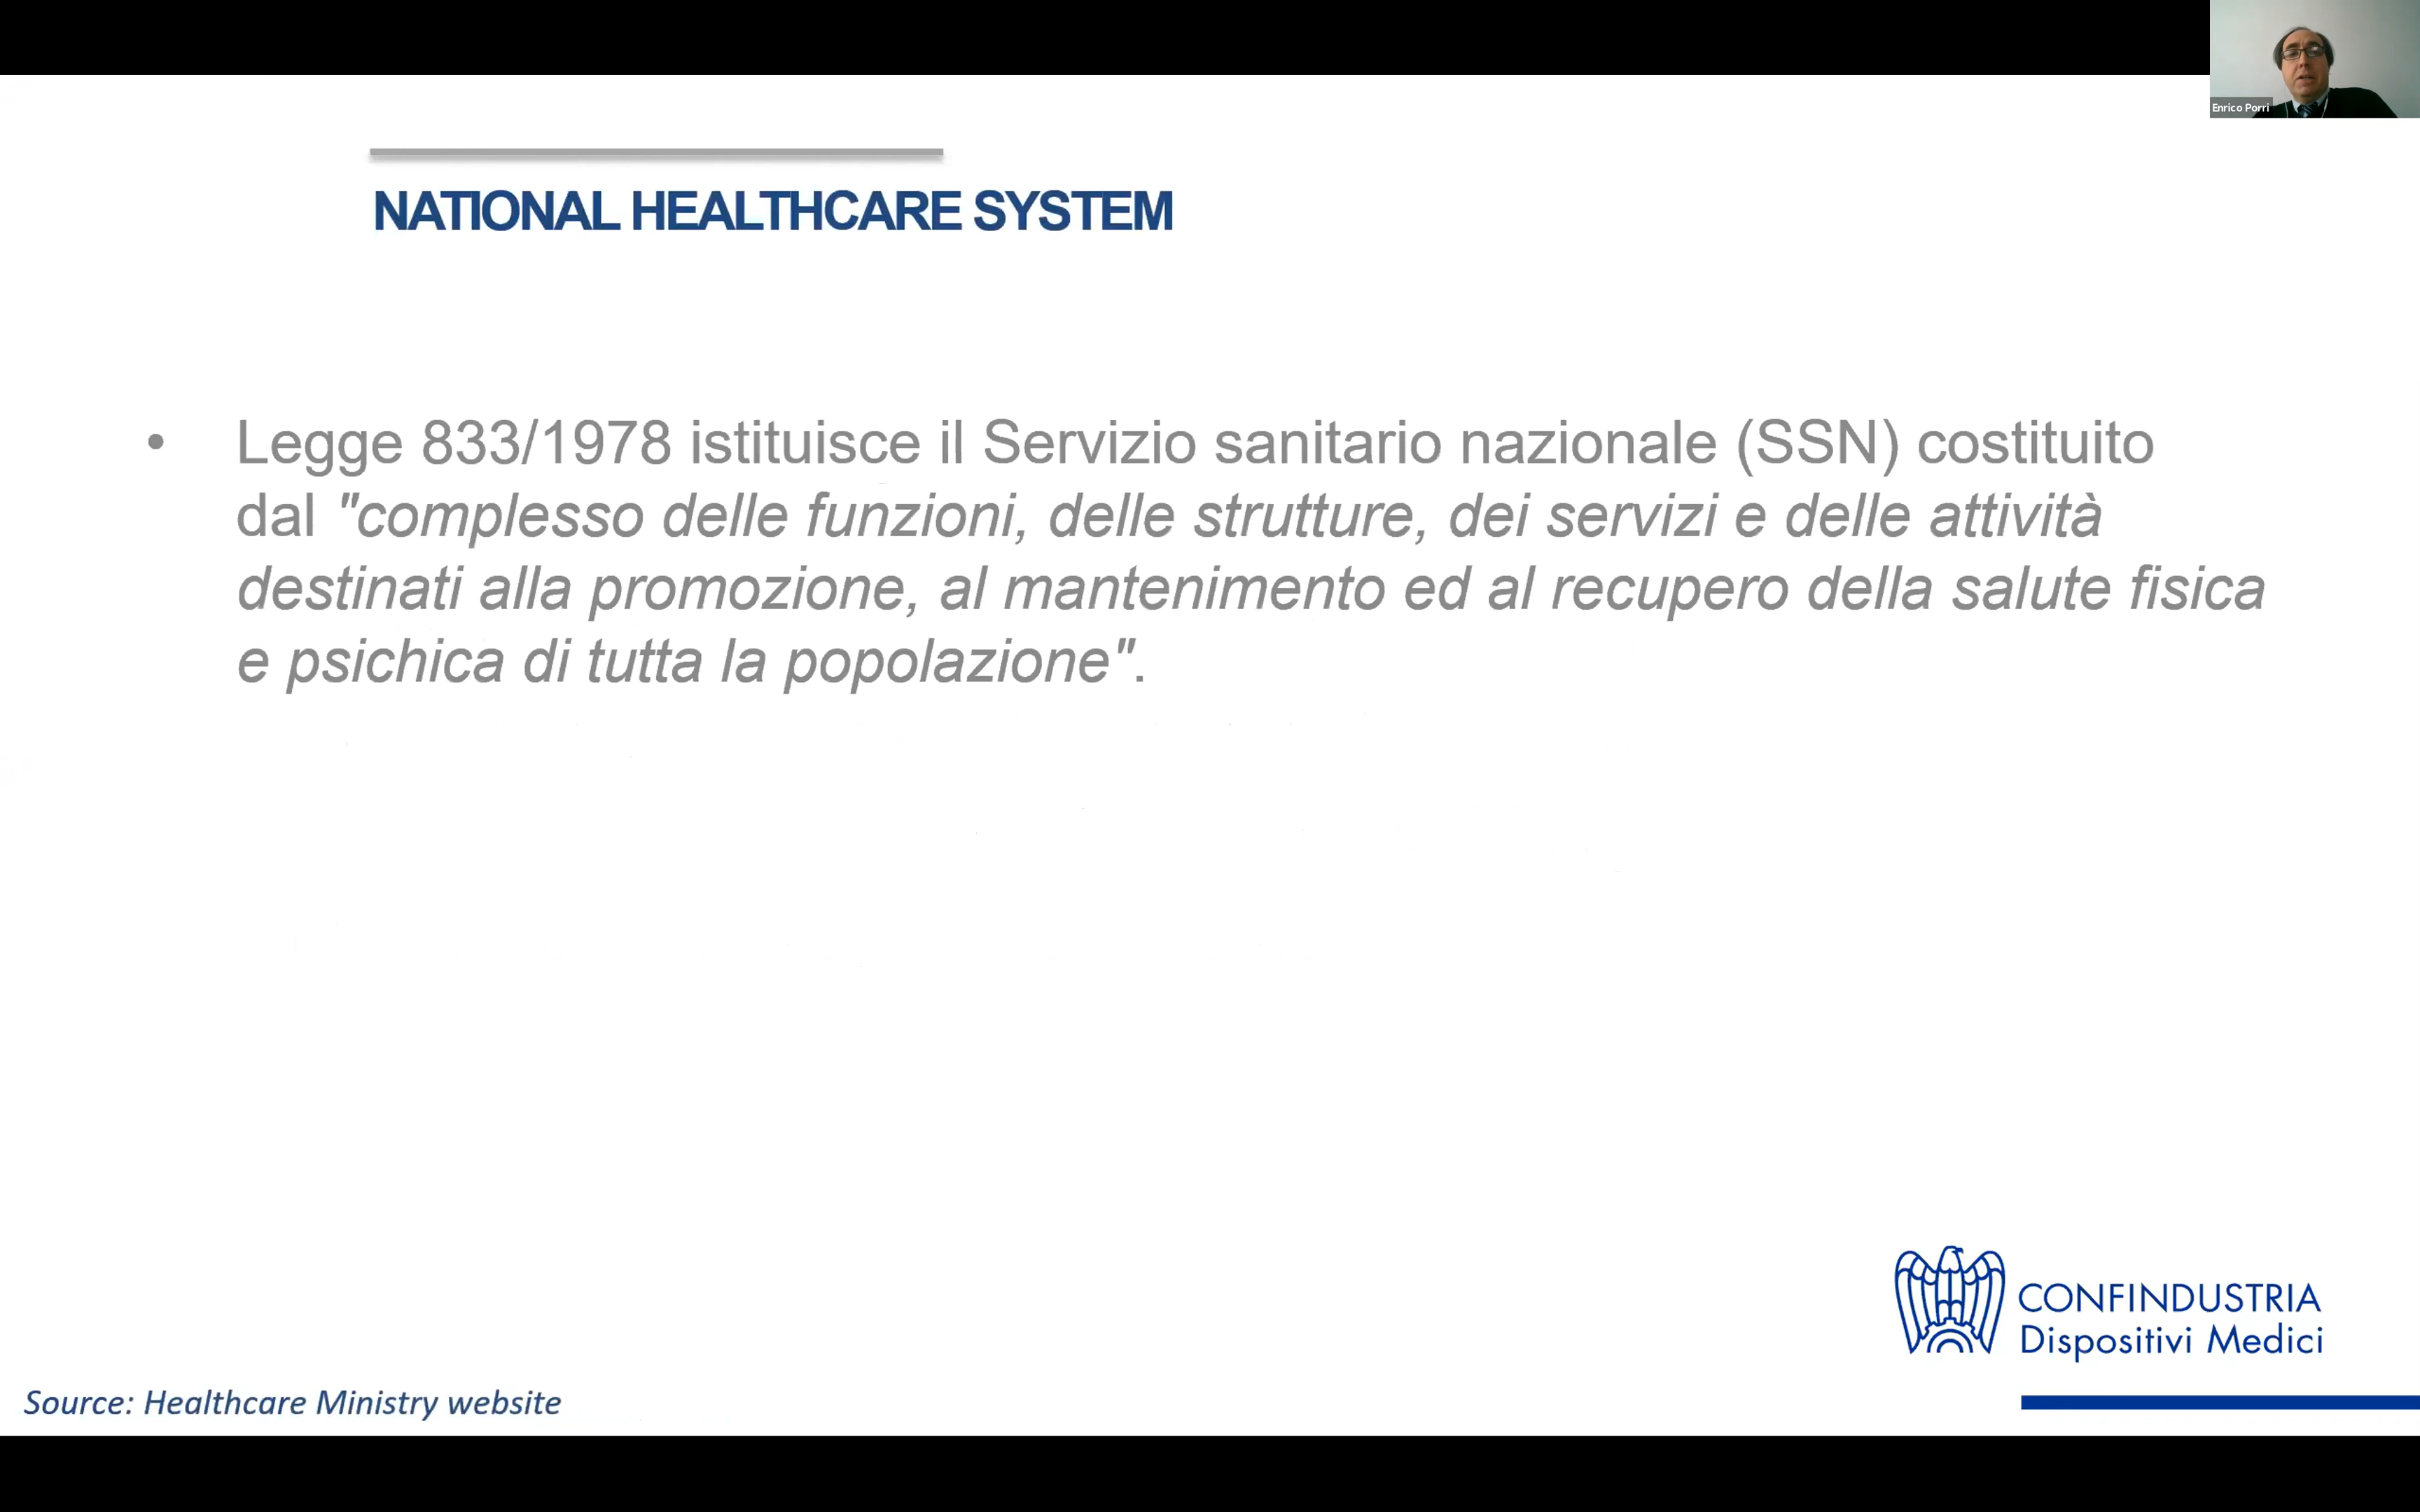 Enrico Porri
NATIONAL HEALTHCARE SYSTEM
• Legge 833/1978 istituisce il Servizio sanitario nazionale (SSN) costituito
dal "complesso delle funzioni, delle strutture, dei servizi e delle attività
destinati alla promozione, al mantenimento ed al recupero della salute fisica
e psichica di tutta la popolazione".
CONFINDUSTRIA
Dispositivi Medici
Source: Healthcare Ministry website